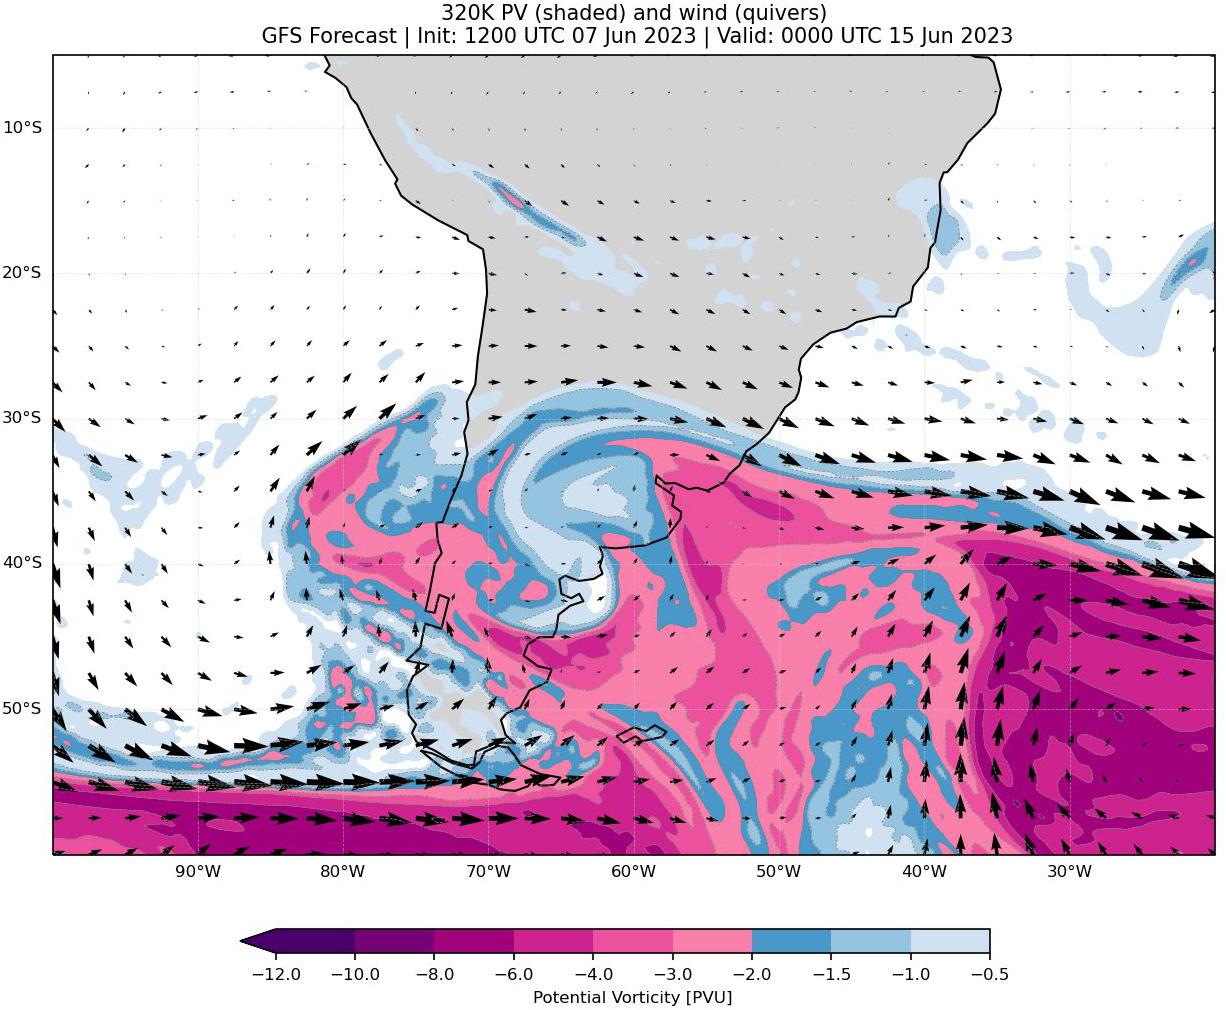 320K PV (shaded) and wind (quivers)
GFS Forecast | Init: 1200 UTC 07 Jun 2023 | Valid: 0000 UTC 15 Jun 2023
10°S
20°S
30°S
40°S
50°S
90°W 80°W 70°W 60°W 50°W 40°W 30°W
−12.0 −10.0 −8.0 −6.0 −4.0 −3.0 −2.0 −1.5 −1.0 −0.5
Potential Vorticity [PVU]